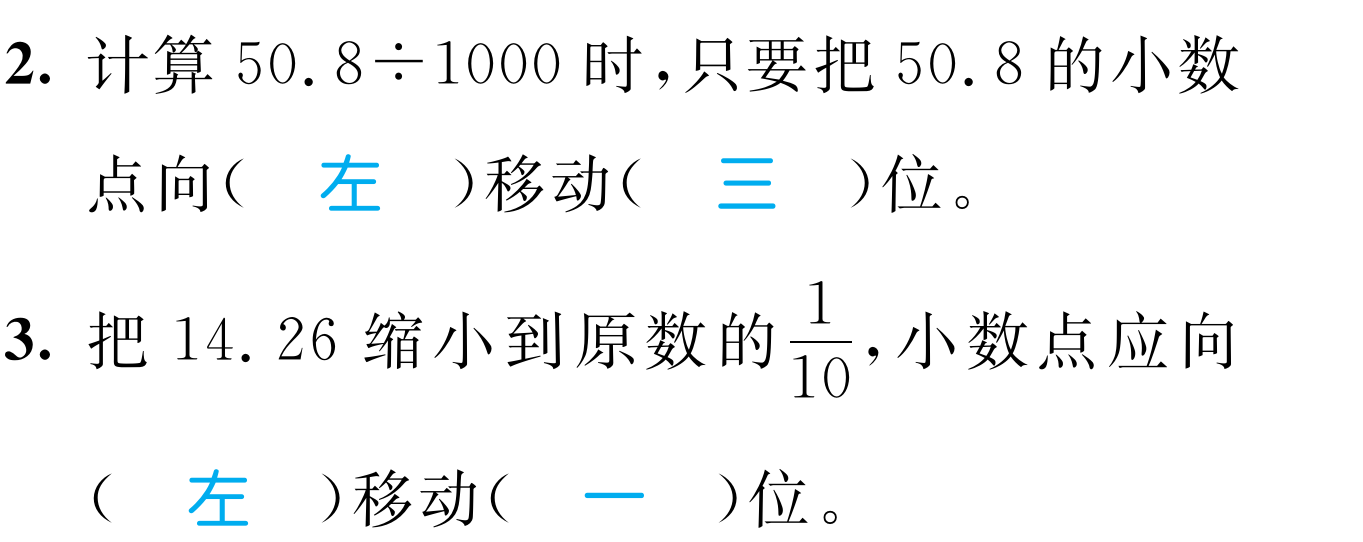 2. 计算 50.8÷1000 时,只要把 50.8 的小数
点向( 左 )移动( 三 )位。
3. 把 14.26 缩小到原数的1/10,小数点应向
( 左 )移动( 一 )位。